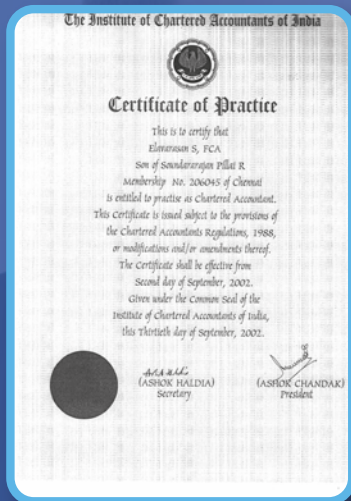 The Institute of Chartered Accountants of India
Certificate of Practice
This is to certify that
Elavarasan S, FCA
Son of Soundararajan Pillai R
Membership No. 206045 of Chennai
is entitled to practise as Chartered Accountant.
This Certificate is issued subject to the provisions of
the Chartered Accountants Regulations, 1988,
or modifications and/or amendments thereof.
The Certificate shall be effective from
Second day of September, 2002.
Given under the Common Seal of the
Institute of Chartered Accountants of India,
this Thirtieth day of September, 2002.
(ASHOK HALDIA)
Secretary
(ASHOK CHANDAK)
President